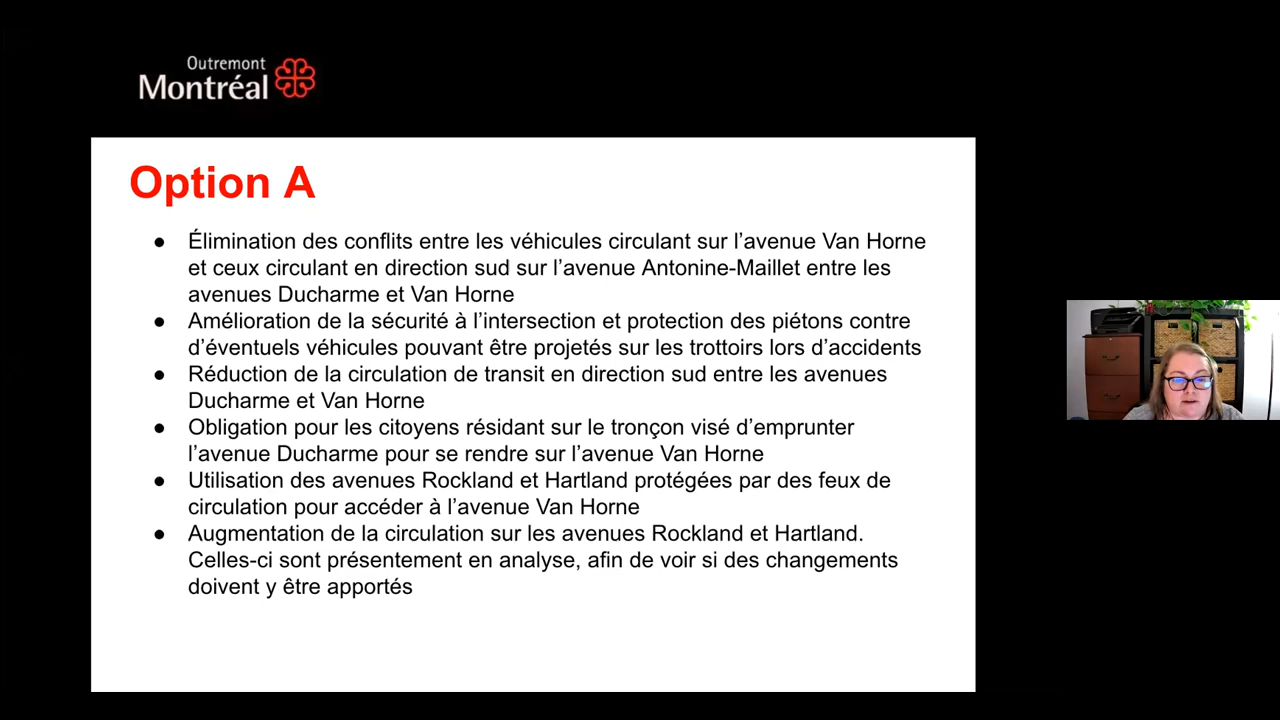 Outremont
Montréal
Option A
● Élimination des conflits entre les véhicules circulant sur l’avenue Van Horne
et ceux circulant en direction sud sur l’avenue Antonine-Maillet entre les
avenues Ducharme et Van Horne
● Amélioration de la sécurité à l’intersection et protection des piétons contre
d’éventuels véhicules pouvant être projetés sur les trottoirs lors d’accidents
● Réduction de la circulation de transit en direction sud entre les avenues
Ducharme et Van Horne
● Obligation pour les citoyens résidant sur le tronçon visé d’emprunter
l’avenue Ducharme pour se rendre sur l’avenue Van Horne
● Utilisation des avenues Rockland et Hartland protégées par des feux de
circulation pour accéder à l’avenue Van Horne
● Augmentation de la circulation sur les avenues Rockland et Hartland.
Celles-ci sont présentement en analyse, afin de voir si des changements
doivent y être apportés